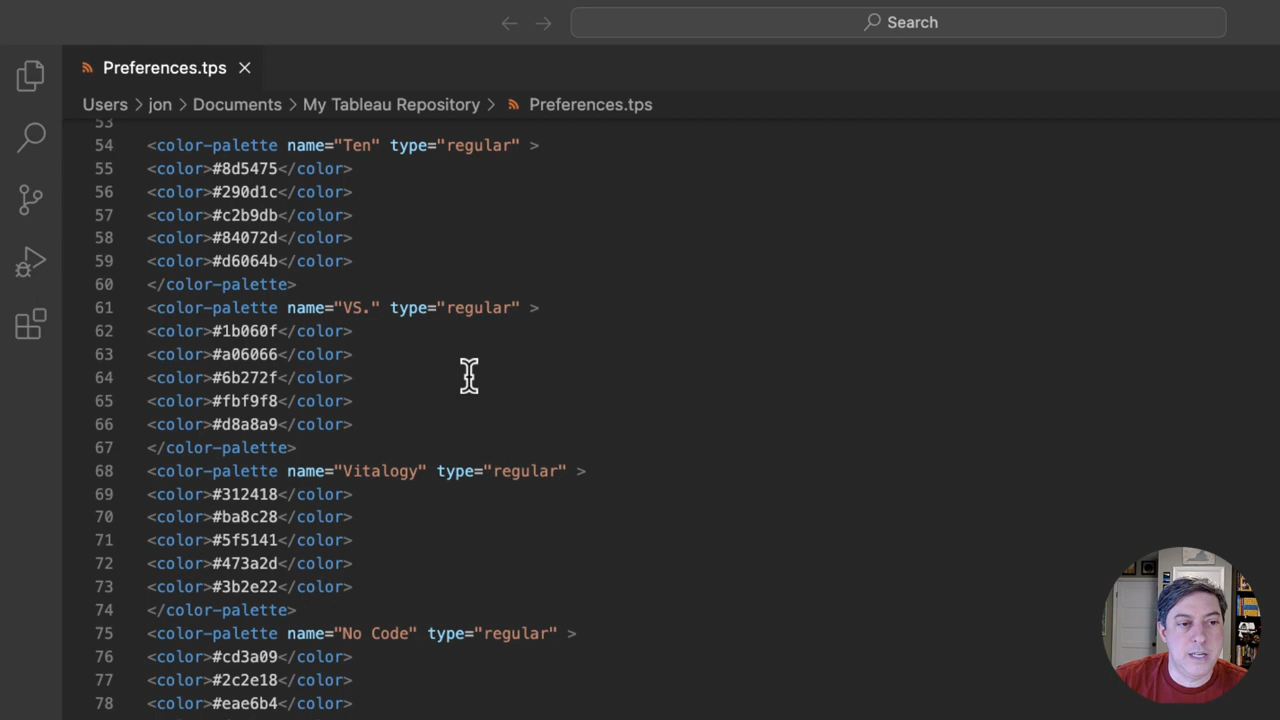 Search
Preferences.tps
Users > jon > Documents > My Tableau Repository > Preferences.tps
53
54 <color-palette name="Ten" type="regular" >
55 <color>#8d5475</color>
56 <color>#290d1c</color>
57 <color>#c2b9db</color>
58 <color>#84072d</color>
59 <color>#d6064b</color>
60 </color-palette>
61 <color-palette name="VS." type="regular" >
62 <color>#1b060f</color>
63 <color>#a06066</color>
64 <color>#6b272f</color>
65 <color>#fbf9f8</color>
66 <color>#d8a8a9</color>
67 </color-palette>
68 <color-palette name="Vitalogy" type="regular" >
69 <color>#312418</color>
70 <color>#ba8c28</color>
71 <color>#5f5141</color>
72 <color>#473a2d</color>
73 <color>#3b2e22</color>
74 </color-palette>
75 <color-palette name="No Code" type="regular" >
76 <color>#cd3a09</color>
77 <color>#2c2e18</color>
78 <color>#eae6b4</color>